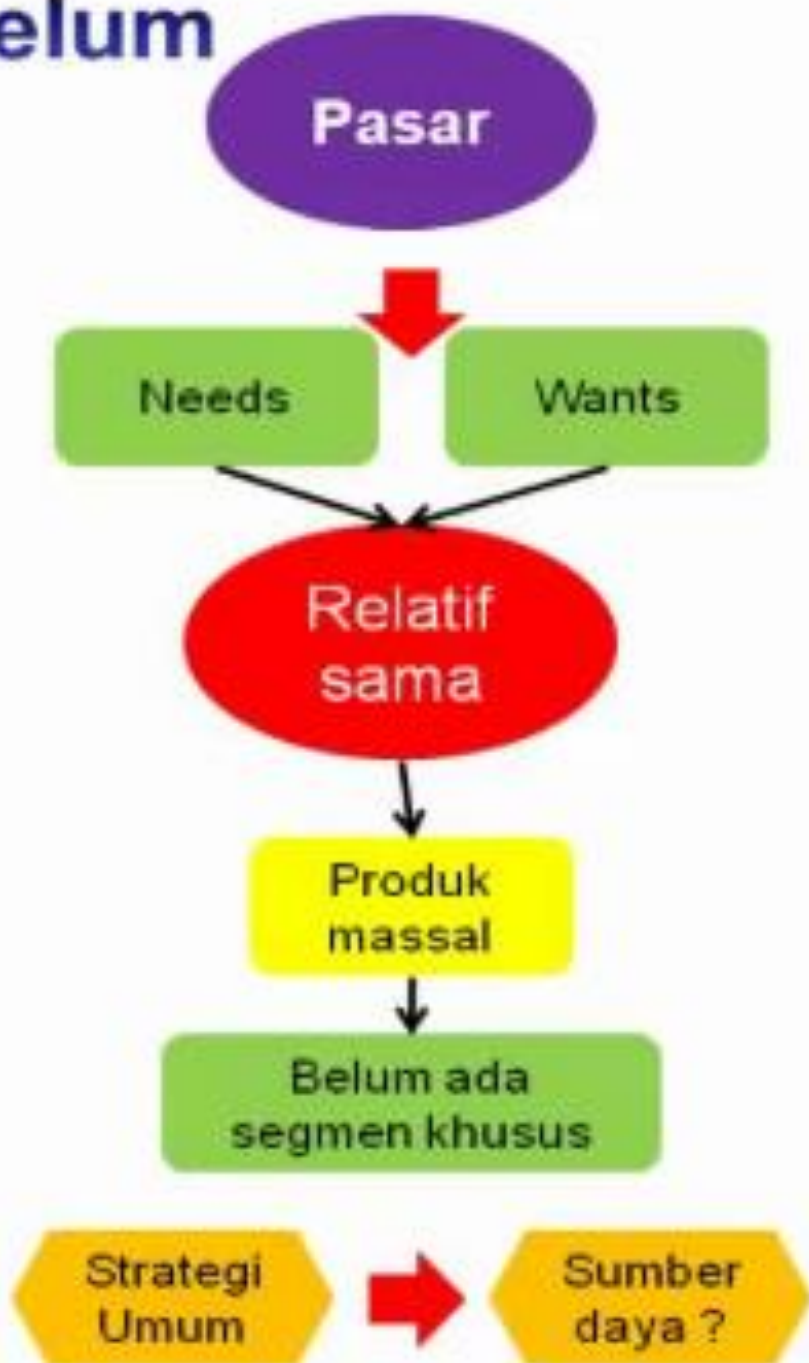 elum
Pasar
Needs
Wants
Relatif
sama
Produk
massal
Belum ada
segmen khusus
Strategi
Umum
Sumber
daya ?